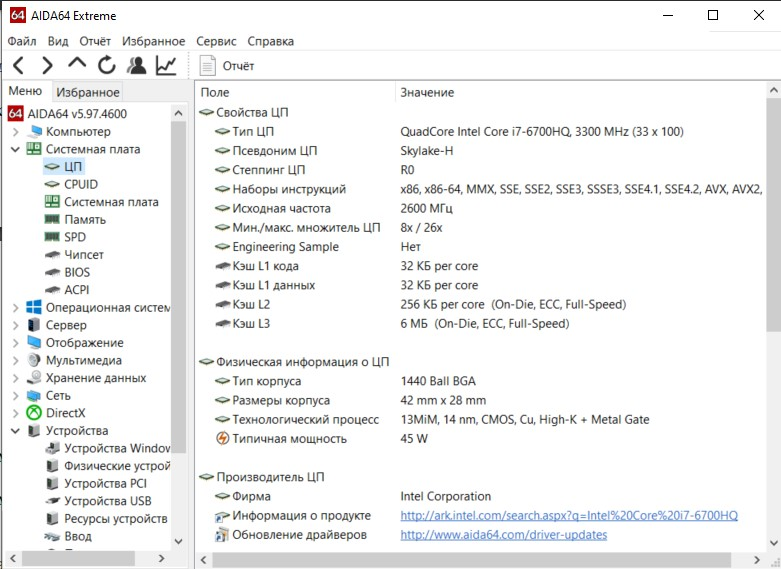 AIDA64 Extreme
Файл Вид Отчёт Избранное Сервис Справка
Отчёт
Меню Избранное
AIDA64 v5.97.4600
Компьютер
Системная плата
ЦП
CPUID
Системная плата
Память
SPD
Чипсет
BIOS
ACPI
Операционная систем
Сервер
Отображение
Мультимедиа
Хранение данных
Сеть
DirectX
Устройства
Устройства Window
Физические устрой
Устройства PCI
Устройства USB
Ресурсы устройств
Ввод
Поле Значение
Свойства ЦП
Тип ЦП QuadCore Intel Core i7-6700HQ, 3300 MHz (33 x 100)
Псевдоним ЦП Skylake-H
Степпинг ЦП R0
Наборы инструкций x86, x86-64, MMX, SSE, SSE2, SSE3, SSSE3, SSE4.1, SSE4.2, AVX, AVX2,
Исходная частота 2600 МГц
Мин./макс. множитель ЦП 8x / 26x
Engineering Sample Нет
Кэш L1 кода 32 КБ per core
Кэш L1 данных 32 КБ per core
Кэш L2 256 КБ per core (On-Die, ECC, Full-Speed)
Кэш L3 6 МБ (On-Die, ECC, Full-Speed)
Физическая информация о ЦП
Тип корпуса 1440 Ball BGA
Размеры корпуса 42 mm x 28 mm
Технологический процесс 13MiM, 14 nm, CMOS, Cu, High-K + Metal Gate
Типичная мощность 45 W
Производитель ЦП
Фирма Intel Corporation
Информация о продукте http://ark.intel.com/search.aspx?q=Intel%20Core%20i7-6700HQ
Обновление драйверов http://www.aida64.com/driver-updates